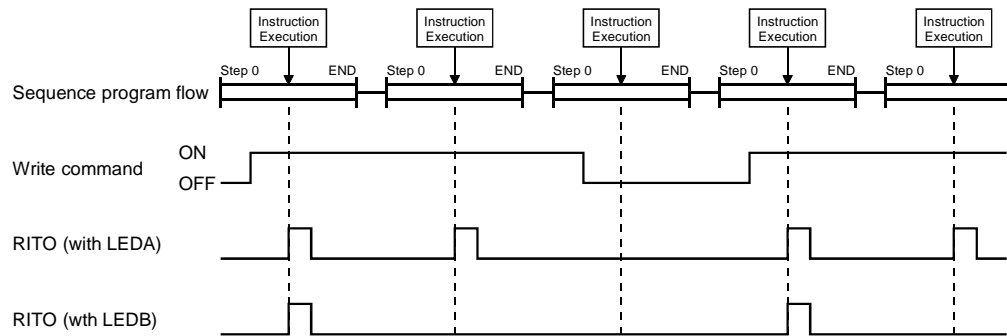 Instruction
Execution
Instruction
Execution
Instruction
Execution
Instruction
Execution
Instruction
Execution
Step 0 END Step 0 END Step 0 END Step 0 END Step 0
Sequence program flow
ON
Write command
OFF
RITO (with LEDA)
RITO (wth LEDB)